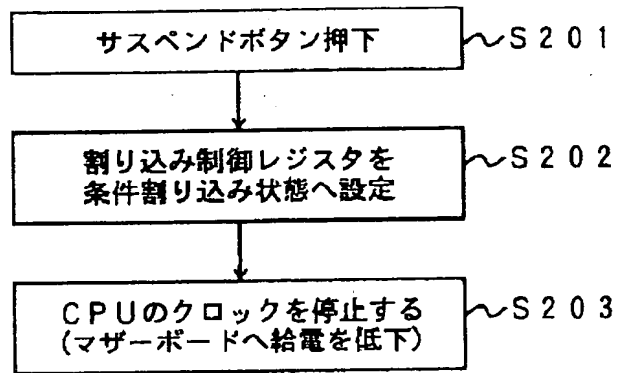 サスペンドボタン押下
S201
割り込み制御レジスタを
条件割り込み状態へ設定
S202
CPUのクロックを停止する
(マザーボードへ給電を低下)
S203